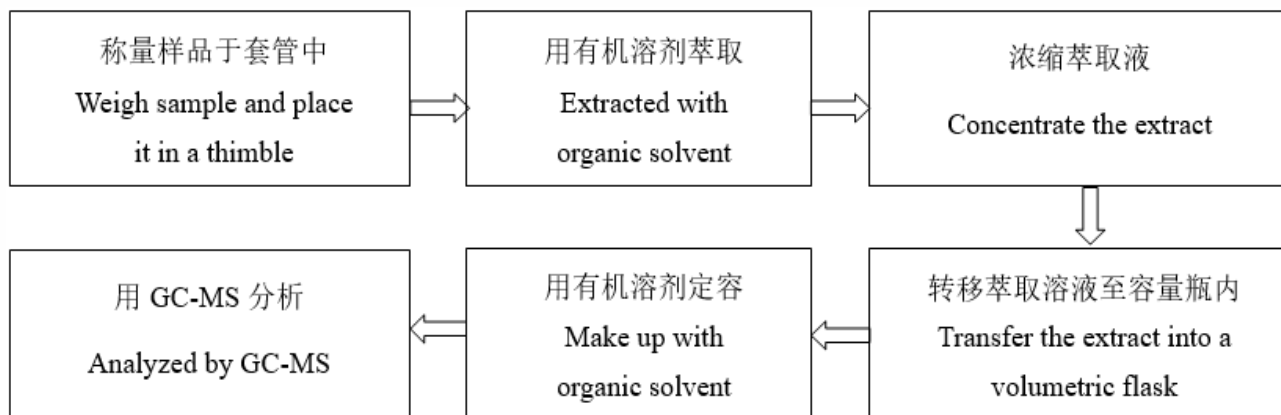 称量样品于套管中
Weigh sample and place
it in a thimble
用有机溶剂萃取
Extracted with
organic solvent
浓缩萃取液
Concentrate the extract
转移萃取溶液至容量瓶内
Transfer the extract into a
volumetric flask
用有机溶剂定容
Make up with
organic solvent
用 GC-MS 分析
Analyzed by GC-MS